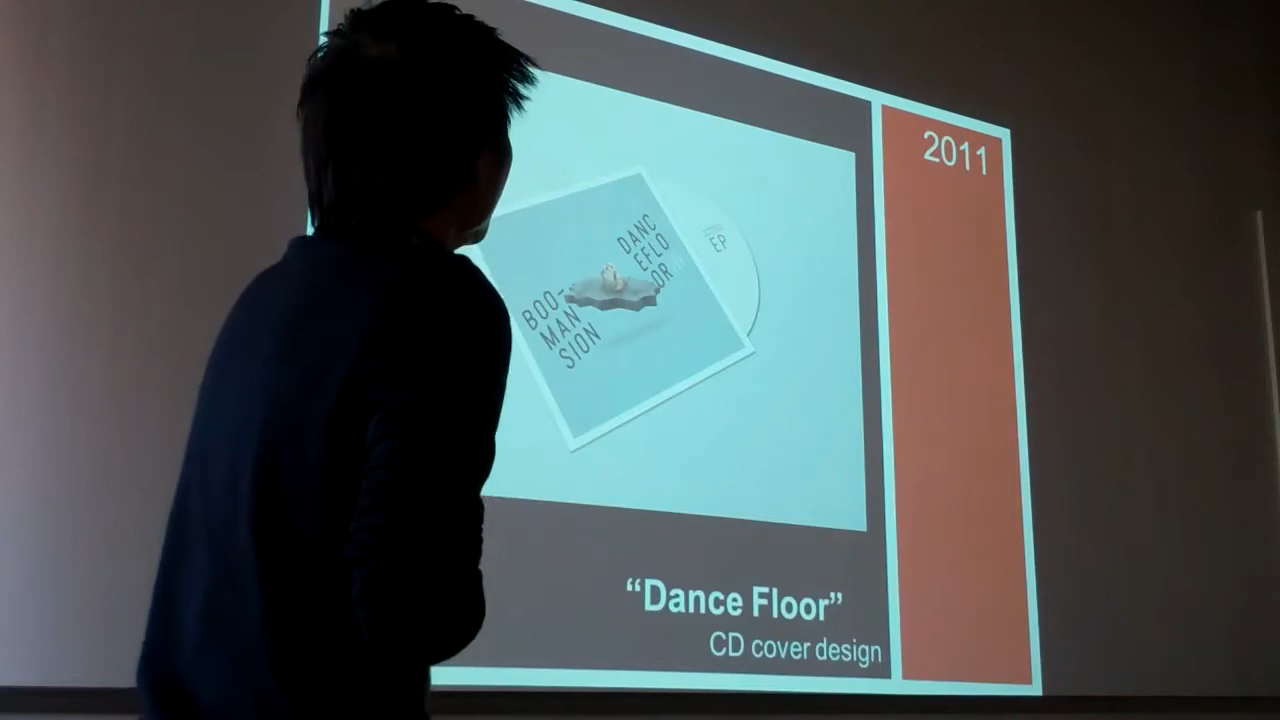 2011
DANC
EFLO
OR
EP
BOO-
MAN
SION
“Dance Floor”
CD cover design